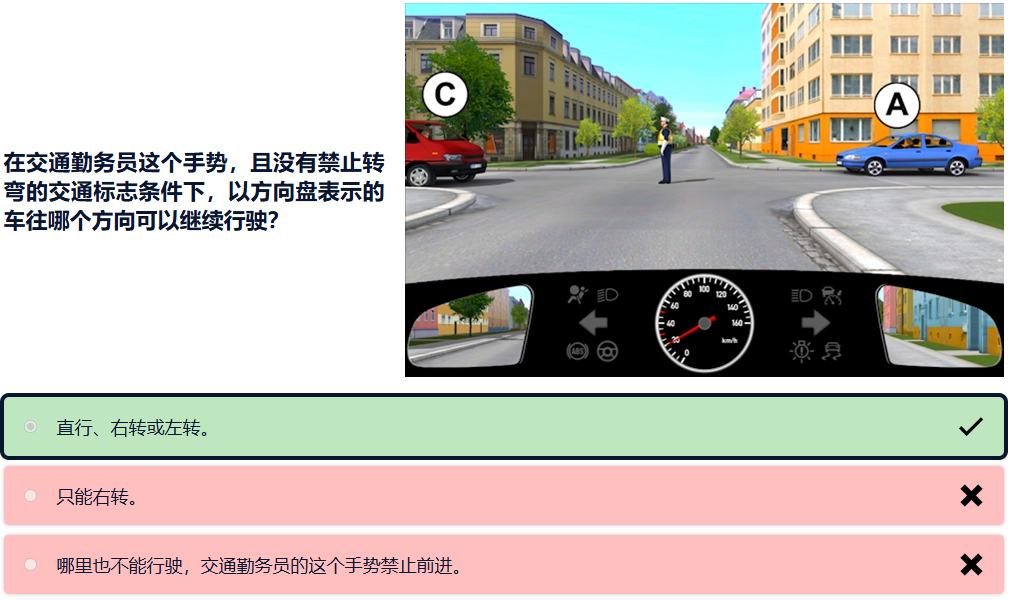 在交通勤务员这个手势，且没有禁止转
弯的交通标志条件下，以方向盘表示的
车往哪个方向可以继续行驶？
C
A
100
80
120
60
140
40
160
20
km/h
0
ABS
直行、右转或左转。
只能右转。
哪里也不能行驶，交通勤务员的这个手势禁止前进。